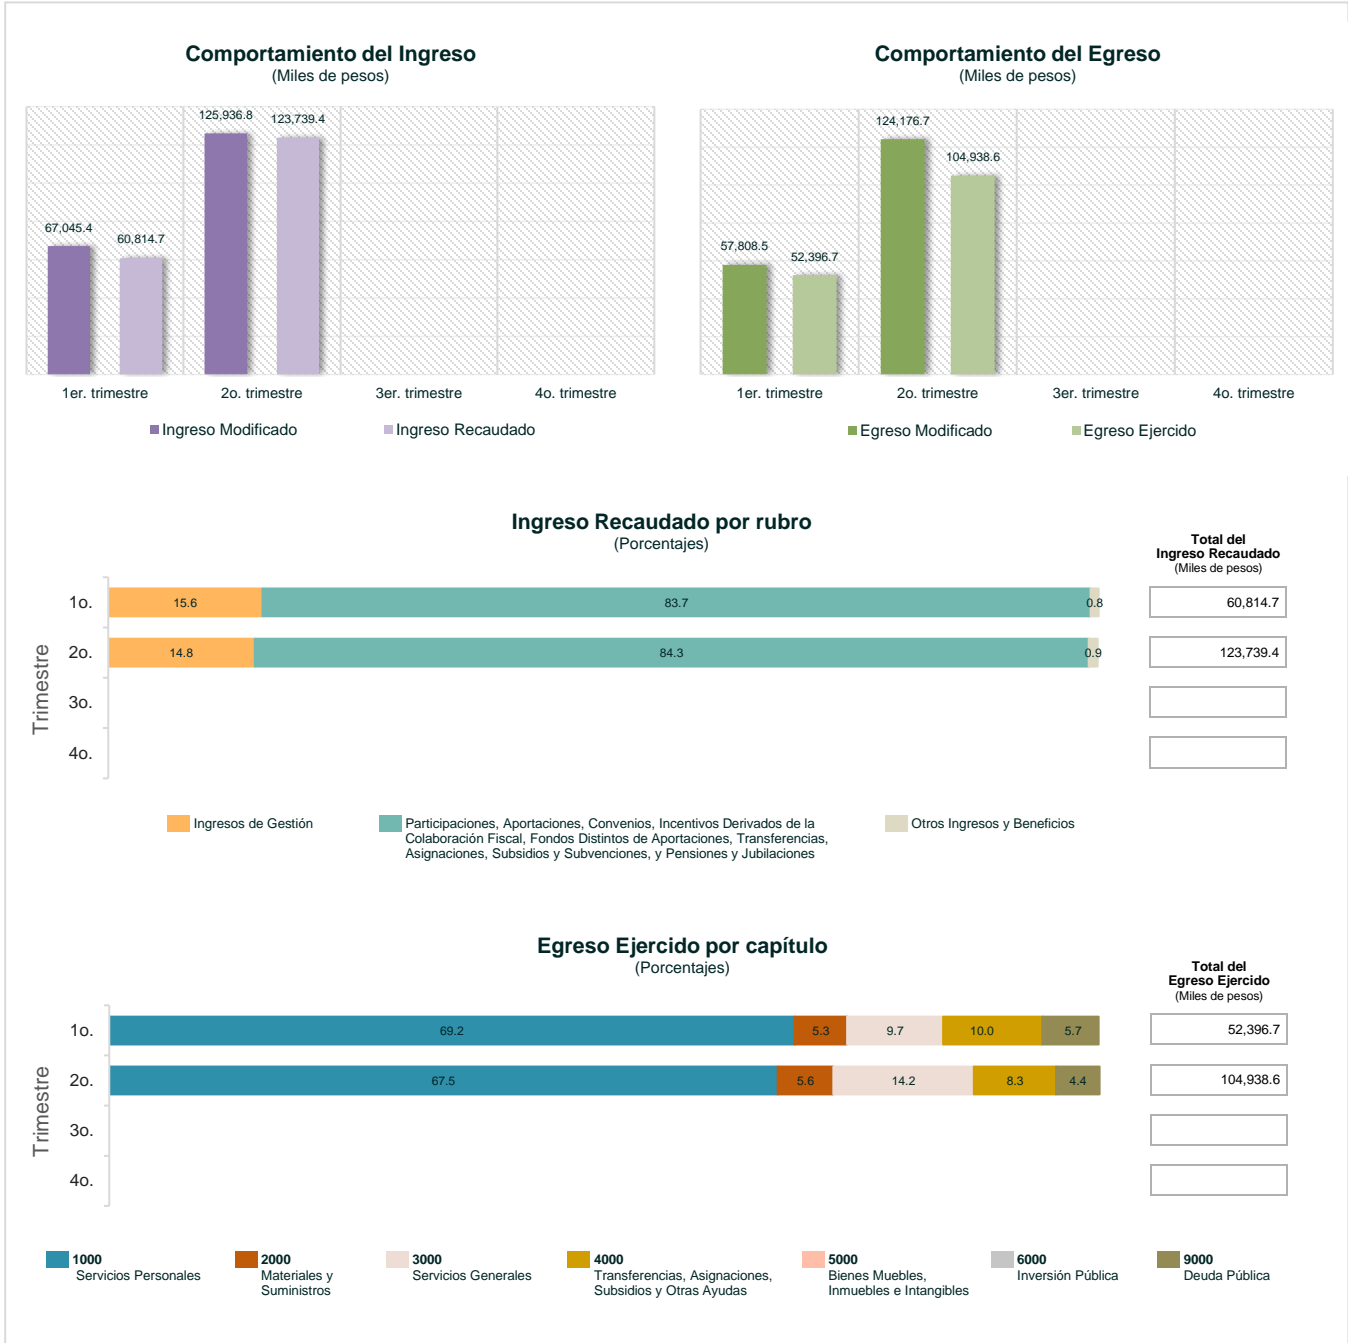 Comportamiento del Ingreso
(Miles de pesos)
125,936.8
123,739.4
67,045.4
60,814.7
1er. trimestre
2o. trimestre
3er. trimestre
4o. trimestre
Ingreso Modificado
Ingreso Recaudado
Comportamiento del Egreso
(Miles de pesos)
124,176.7
104,938.6
57,808.5
52,396.7
1er. trimestre
2o. trimestre
3er. trimestre
4o. trimestre
Egreso Modificado
Egreso Ejercido
Ingreso Recaudado por rubro
(Porcentajes)
Total del
Ingreso Recaudado
(Miles de pesos)
Trimestre
1o.
15.6
83.7
0.8
60,814.7
2o.
14.8
84.3
0.9
123,739.4
3o.
4o.
Ingresos de Gestión
Participaciones, Aportaciones, Convenios, Incentivos Derivados de la
Colaboración Fiscal, Fondos Distintos de Aportaciones, Transferencias,
Asignaciones, Subsidios y Subvenciones, y Pensiones y Jubilaciones
Otros Ingresos y Beneficios
Egreso Ejercido por capítulo
(Porcentajes)
Total del
Egreso Ejercido
(Miles de pesos)
Trimestre
1o.
69.2
5.3
9.7
10.0
5.7
52,396.7
2o.
67.5
5.6
14.2
8.3
4.4
104,938.6
3o.
4o.
1000
Servicios Personales
2000
Materiales y
Suministros
3000
Servicios Generales
4000
Transferencias, Asignaciones,
Subsidios y Otras Ayudas
5000
Bienes Muebles,
Inmuebles e Intangibles
6000
Inversión Pública
9000
Deuda Pública